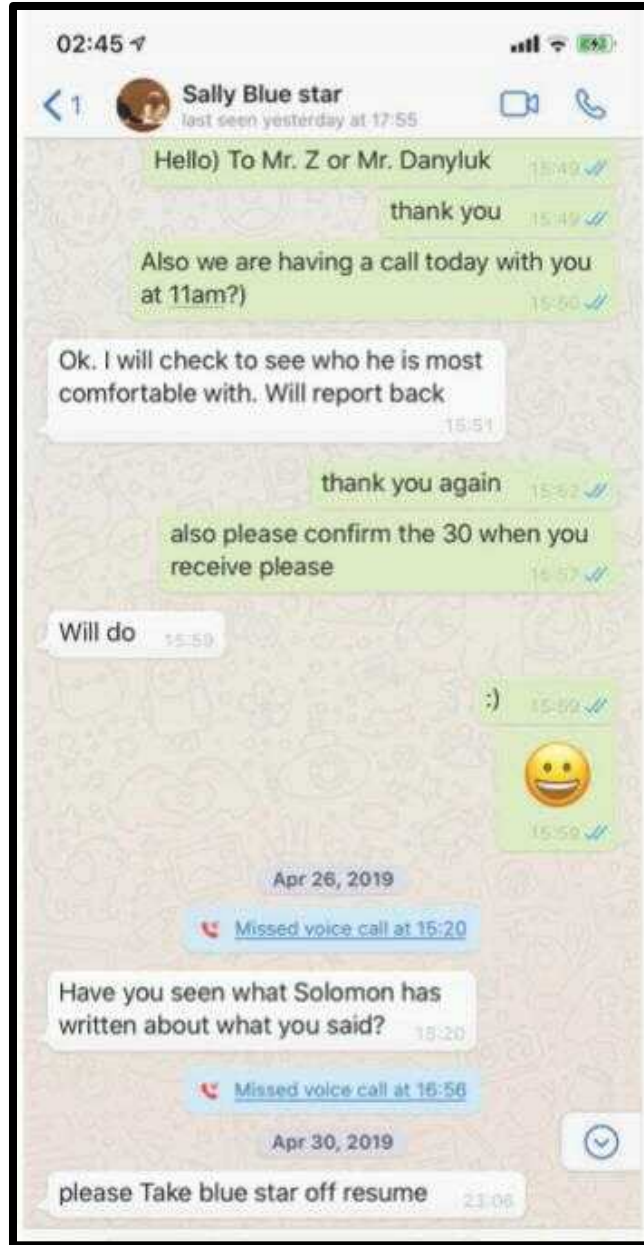 02:45
1
Sally Blue star
last seen yesterday at 17:55
Hello) To Mr. Z or Mr. Danyluk 15:49
thank you 15:49
Also we are having a call today with you
at 11am?) 15:50
Ok. I will check to see who he is most
comfortable with. Will report back
15:51
thank you again 15:57
also please confirm the 30 when you
receive please 15:57
Will do 15:59
:) 15:59
😀
15:59
Apr 26, 2019
Missed voice call at 15:20
Have you seen what Solomon has
written about what you said? 15:20
Missed voice call at 16:56
Apr 30, 2019
please Take blue star off resume 23:06